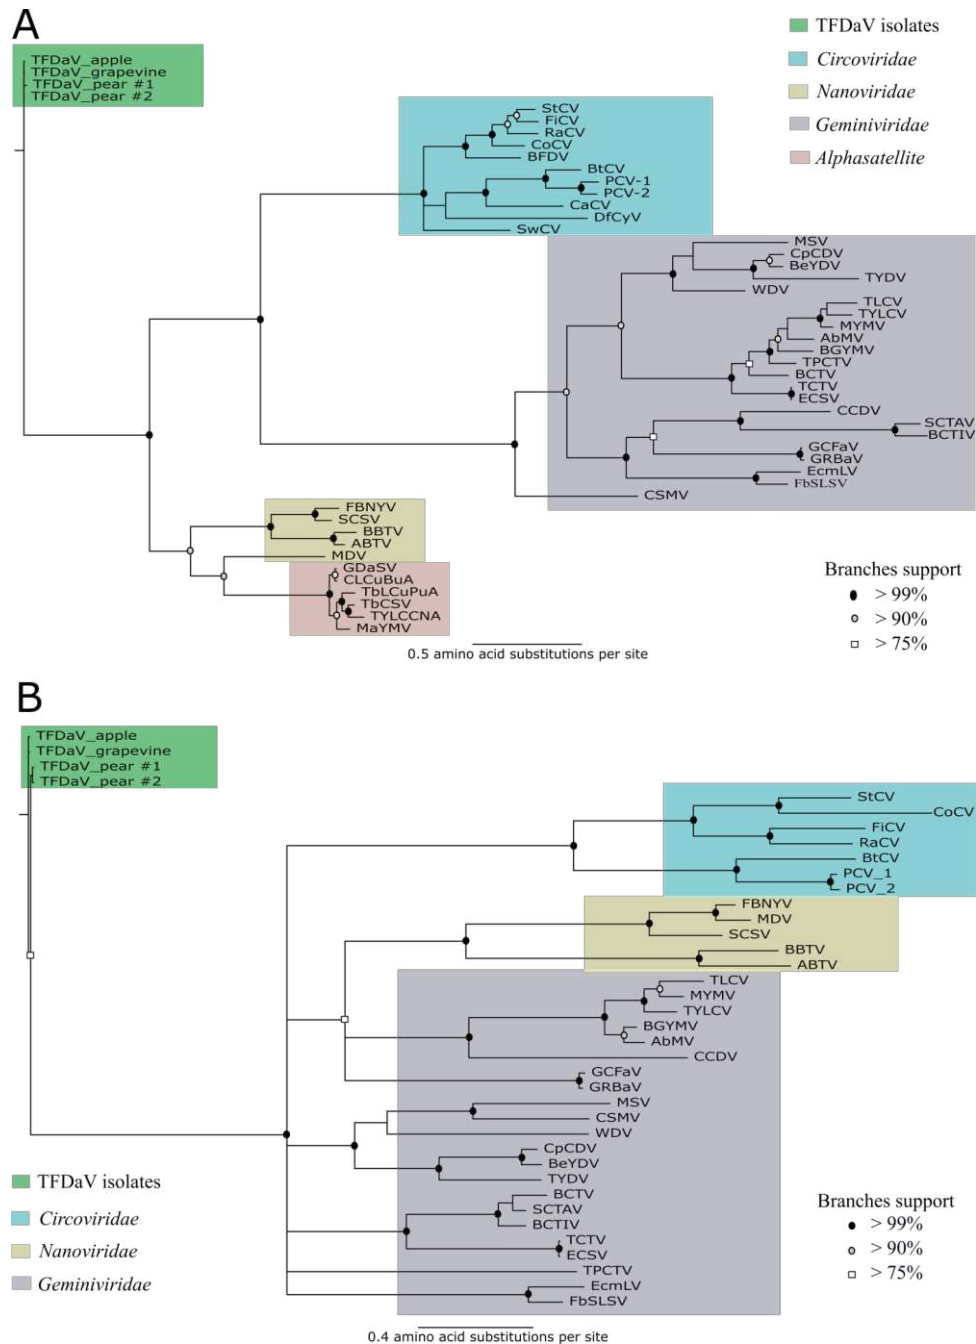 A
TFDaV_apple
TFDaV_grapevine
TFDaV_pear #1
TFDaV_pear #2
TFDaV isolates
Circoviridae
Nanoviridae
Geminiviridae
Alphasatellite
StCV
FiCV
RaCV
CoCV
BFDV
BtCV
PCV-1
PCV-2
CaCV
DfCyV
SwCV
MSV
CpCDV
BeYDV
TYDV
WDV
TLCV
TYLCV
MYMV
AbMV
BGYMV
TPCTV
BCTV
TCTV
ECSV
CCDV
SCTAV
BCTIV
GCFaV
GRBaV
EcmLV
FbSLSV
CSMV
FBNYV
SCSV
BBTV
ABTV
MDV
GDaSV
CLCuBuA
TbLCuPuA
TbCSV
TYLCCNA
MaYMV
Branches support
> 99%
> 90%
> 75%
0.5 amino acid substitutions per site
B
TFDaV_apple
TFDaV_grapevine
TFDaV_pear #1
TFDaV_pear #2
StCV
CoCV
FiCV
RaCV
BtCV
PCV_1
PCV_2
FBNYV
MDV
SCSV
BBTV
ABTV
TLCV
MYMV
TYLCV
BGYMV
AbMV
CCDV
GCFaV
GRBaV
MSV
CSMV
WDV
CpCDV
BeYDV
TYDV
BCTV
SCTAV
BCTIV
TCTV
ECSV
TPCTV
EcmLV
FbSLSV
TFDaV isolates
Circoviridae
Nanoviridae
Geminiviridae
Branches support
> 99%
> 90%
> 75%
0.4 amino acid substitutions per site